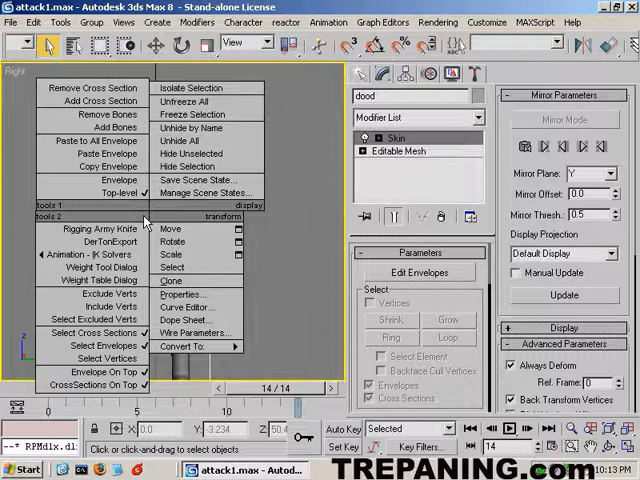 attack1.max - Autodesk 3ds Max 8 - Stand-alone License
File Edit Tools Group Views Create Modifiers Character reactor Animation Graph Editors Rendering Customize MAXScript Help
View
Right
Remove Cross Section
Add Cross Section
Remove Bones
Add Bones
Paste to All Envelope
Paste Envelope
Copy Envelope
Envelope
Top-level
tools 1
Isolate Selection
Unfreeze All
Freeze Selection
Unhide by Name
Unhide All
Hide Unselected
Hide Selection
Save Scene State...
Manage Scene States...
display
tools 2
Rigging Army Knife
DerTonExport
Animation - IK Solvers
Weight Tool Dialog
Weight Table Dialog
Exclude Verts
Include Verts
Select Excluded Verts
Select Cross Sections
Select Envelopes
Select Vertices
Envelope On Top
CrossSections On Top
transform
Move
Rotate
Scale
Select
Clone
Properties...
Curve Editor...
Dope Sheet...
Wire Parameters...
Convert To:
dood
Modifier List
Skin
Editable Mesh
Parameters
Edit Envelopes
Select
Vertices
Shrink Grow
Ring Loop
Select Element
Backface Cull Vertices
Envelopes
Cross Sections
Mirror Parameters
Mirror Mode
Mirror Plane: Y
Mirror Offset: 0.0
Mirror Thresh.: 0.5
Display Projection
Default Display
Manual Update
Update
Display
Advanced Parameters
Always Deform
Ref. Frame: 0
Back Transform Vertices
z
14 / 14
0 5 10
X: 0.0 Y: -3.234 Z: 50.4
Auto Key Selected
Set Key Key Filters...
14
--* RPMdlx.dl
Click or click-and-drag to select objects
Start
attack1.max - Autod...
10:13 PM
TREPANING.com